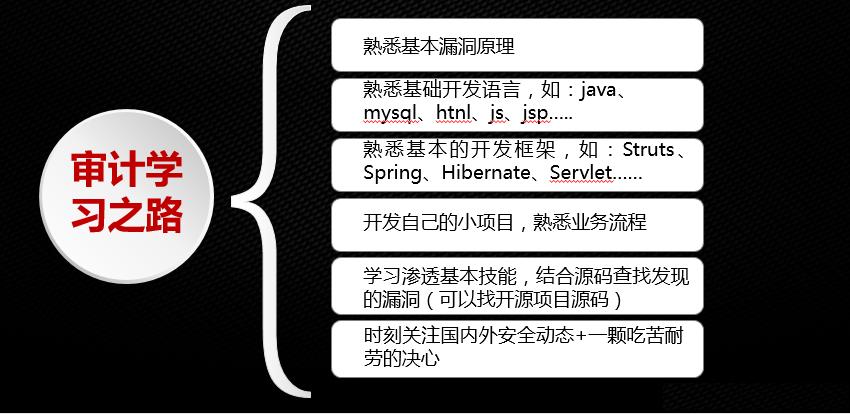 审计学
习之路
熟悉基本漏洞原理
熟悉基础开发语言，如：java、
mysql、htnl、js、jsp.....
熟悉基本的开发框架，如：Struts、
Spring、Hibernate、Servlet......
开发自己的小项目，熟悉业务流程
学习渗透基本技能，结合源码查找发现
的漏洞（可以找开源项目源码）
时刻关注国内外安全动态+一颗吃苦耐
劳的决心